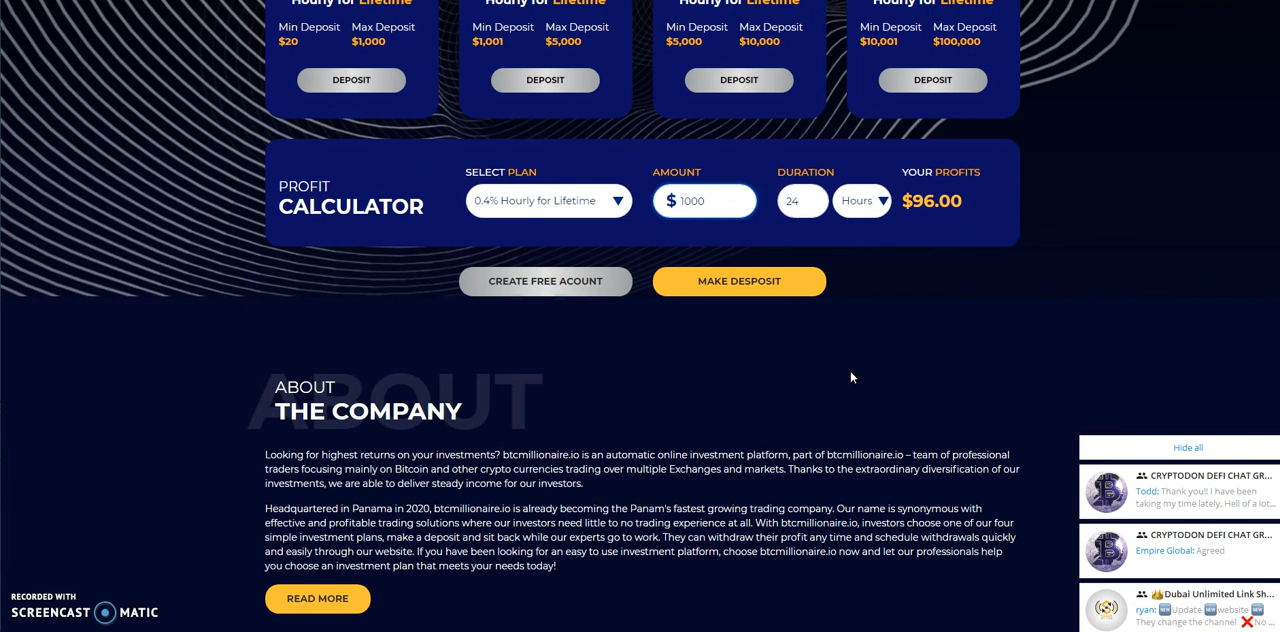 Hourly for Lifetime Hourly for Lifetime Hourly for Lifetime Hourly for Lifetime
Min Deposit Max Deposit Min Deposit Max Deposit Min Deposit Max Deposit Min Deposit Max Deposit
$20 $1,000 $1,001 $5,000 $5,000 $10,000 $10,001 $100,000
DEPOSIT DEPOSIT DEPOSIT DEPOSIT
SELECT PLAN AMOUNT DURATION YOUR PROFITS
PROFIT
CALCULATOR
0.4% Hourly for Lifetime $ 1000 24 Hours $96.00
CREATE FREE ACOUNT MAKE DESPOSIT
ABOUT
ABOUT
THE COMPANY
Looking for highest returns on your investments? btcmillionaire.io is an automatic online investment platform, part of btcmillionaire.io – team of professional
traders focusing mainly on Bitcoin and other crypto currencies trading over multiple Exchanges and markets. Thanks to the extraordinary diversification of our
investments, we are able to deliver steady income for our investors.
Headquartered in Panama in 2020, btcmillionaire.io is already becoming the Panam's fastest growing trading company. Our name is synonymous with
effective and profitable trading solutions where our investors need little to no trading experience at all. With btcmillionaire.io, investors choose one of our four
simple investment plans, make a deposit and sit back while our experts go to work. They can withdraw their profit any time and schedule withdrawals quickly
and easily through our website. If you have been looking for an easy to use investment platform, choose btcmillionaire.io now and let our professionals help
you choose an investment plan that meets your needs today!
READ MORE
Hide all
CRYPTODON DEFI CHAT GR...
Todd: Thank you!! I have been
taking my time lately. Hell of a lot...
CRYPTODON DEFI CHAT GR...
Empire Global: Agreed
👑Dubai Unlimited Link Sh...
ryan: 🆕Update 🆕website 🆕
They change the channel ❌No ...
RECORDED WITH
SCREENCAST MATIC